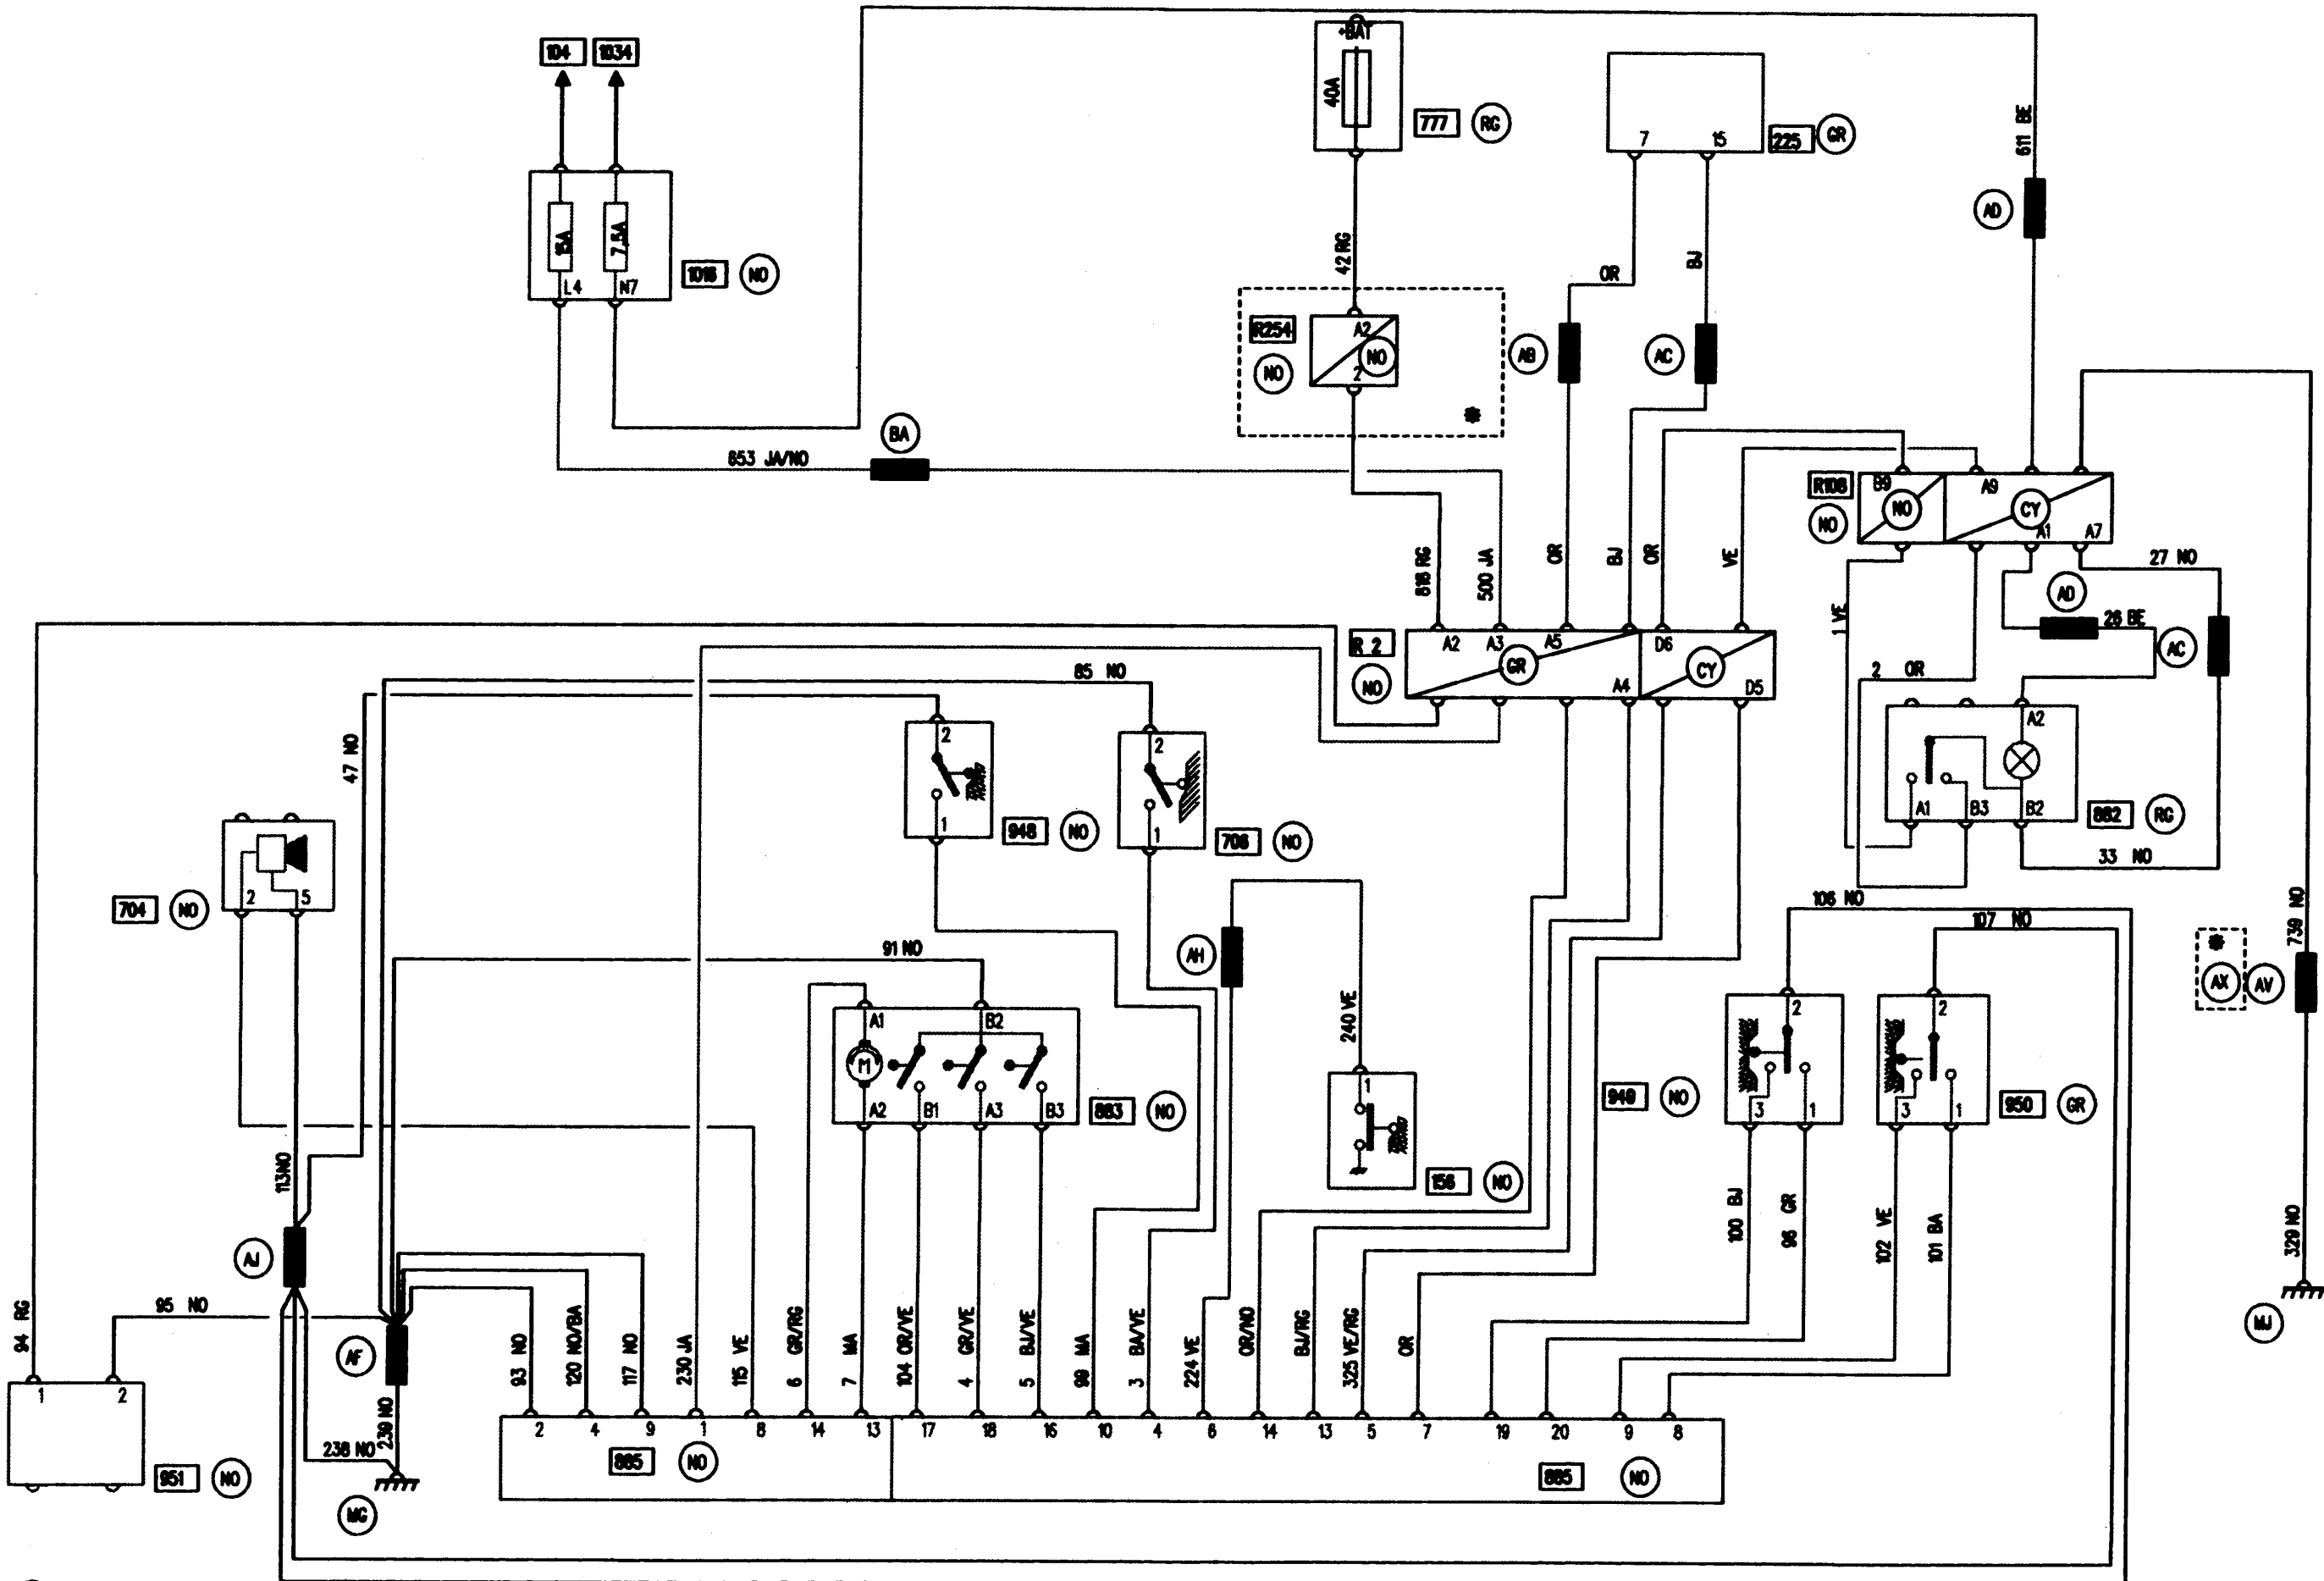 104 1034
+BAT
40A
777 RG
7 15
225 GR
611 BE
AD
15A 7,5A
L4 N7
1016 NO
42 RG
OR BJ
R254 A2
NO NO
2
AB AC
*
BA
653 JA/NO
R108 B9 A9
NO NO CY
A1 A7
27 NO
818 RG 500 JA OR BJ OR VE
1 VE
AD
26 BE
AC
R 2 A2 A3 A5 D6
NO GR CY
A4 D5
2 OR
85 NO
47 NO
2 2
1 1
948 NO
706 NO
A2
A1 B3 B2
882 RG
33 NO
2 5
704 NO
106 NO
107 NO
739 NO
91 NO
AH
*
AX AV
A1 B2
M
A2 B1 A3 B3
883 NO
240 VE
1
156 NO
2 2
3 1 3 1
949 NO
950 GR
113 NO
AJ
100 BJ 96 GR 102 VE 101 BA
329 NO
MJ
94 RG
95 NO
AF
239 NO
238 NO
MG
93 NO 120 NO/BA 117 NO 230 JA 115 VE 6 GR/RG 7 MA 104 OR/VE 4 GR/VE 5 BJ/VE 99 MA 3 BA/VE 224 VE OR/NO BJ/RG 325 VE/RG OR
1 2
951 NO
2 4 9 1 8 14 13 17 18 16 10 4 6 14 13 5 7 19 20 9 8
885 NO
885 NO